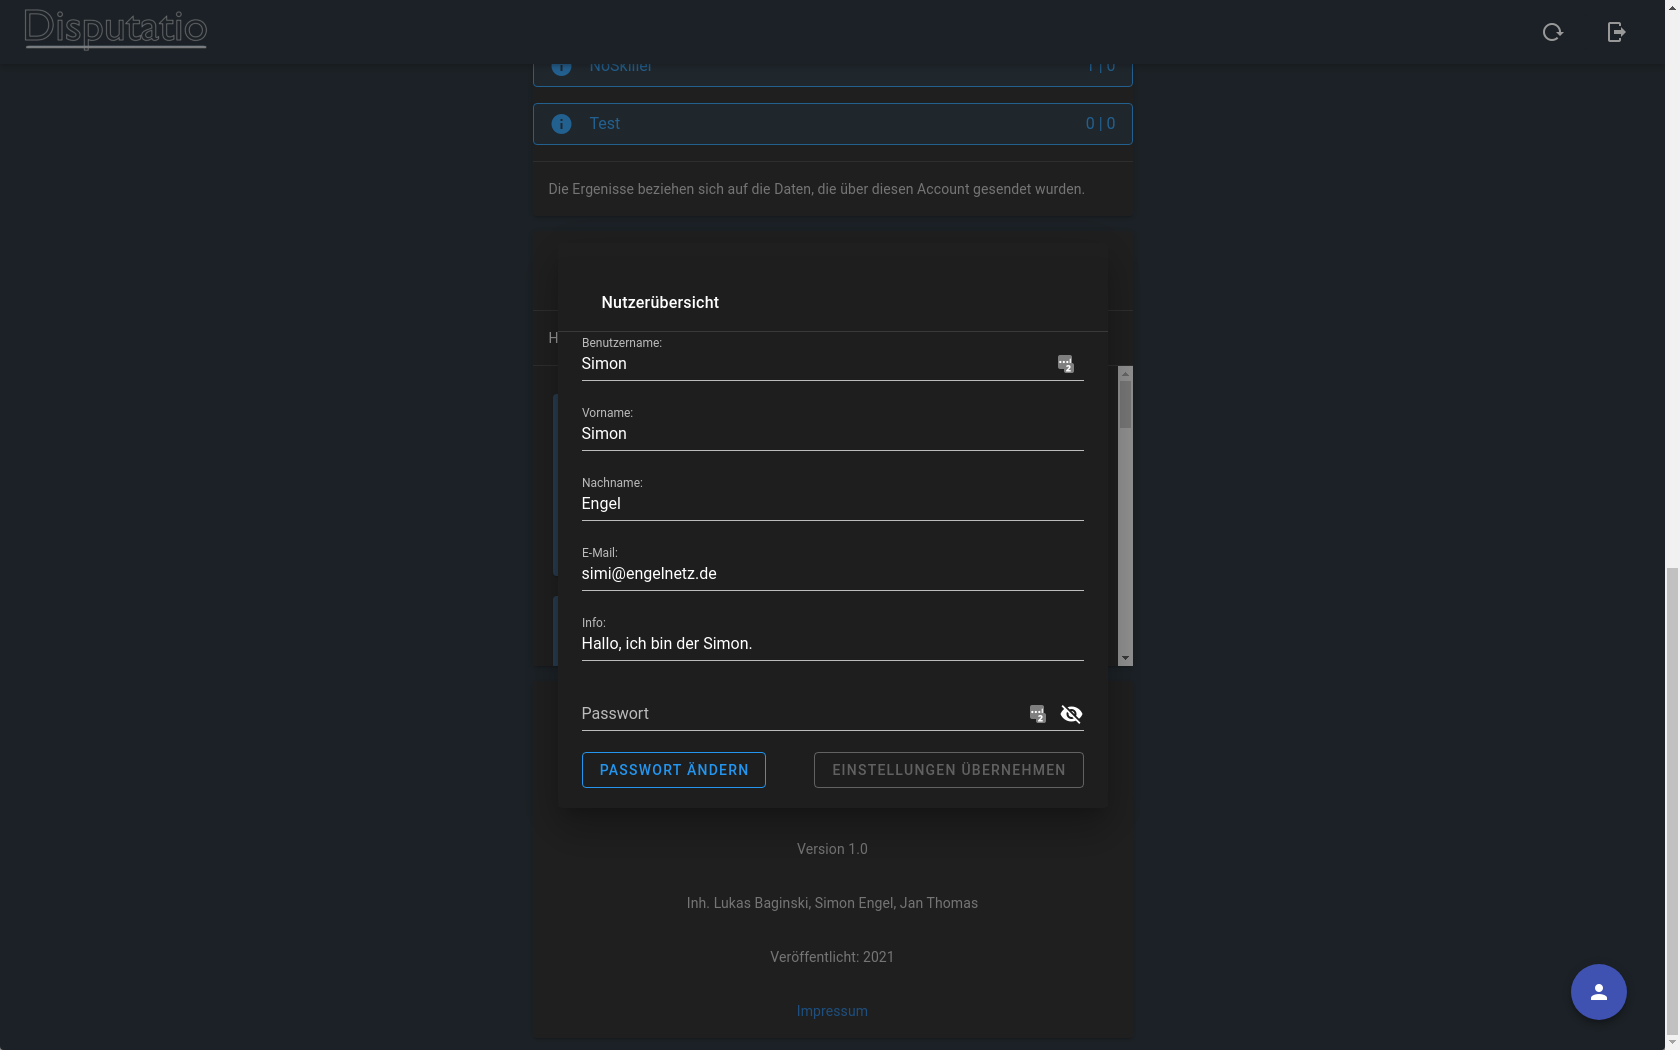 Disputatio
NoSkiller 1 | 0
Test 0 | 0
Die Ergenisse beziehen sich auf die Daten, die über diesen Account gesendet wurden.
Nutzerübersicht
H
Benutzername:
Simon
Vorname:
Simon
Nachname:
Engel
E-Mail:
simi@engelnetz.de
Info:
Hallo, ich bin der Simon.
Passwort
PASSWORT ÄNDERN EINSTELLUNGEN ÜBERNEHMEN
Version 1.0
Inh. Lukas Baginski, Simon Engel, Jan Thomas
Veröffentlicht: 2021
Impressum